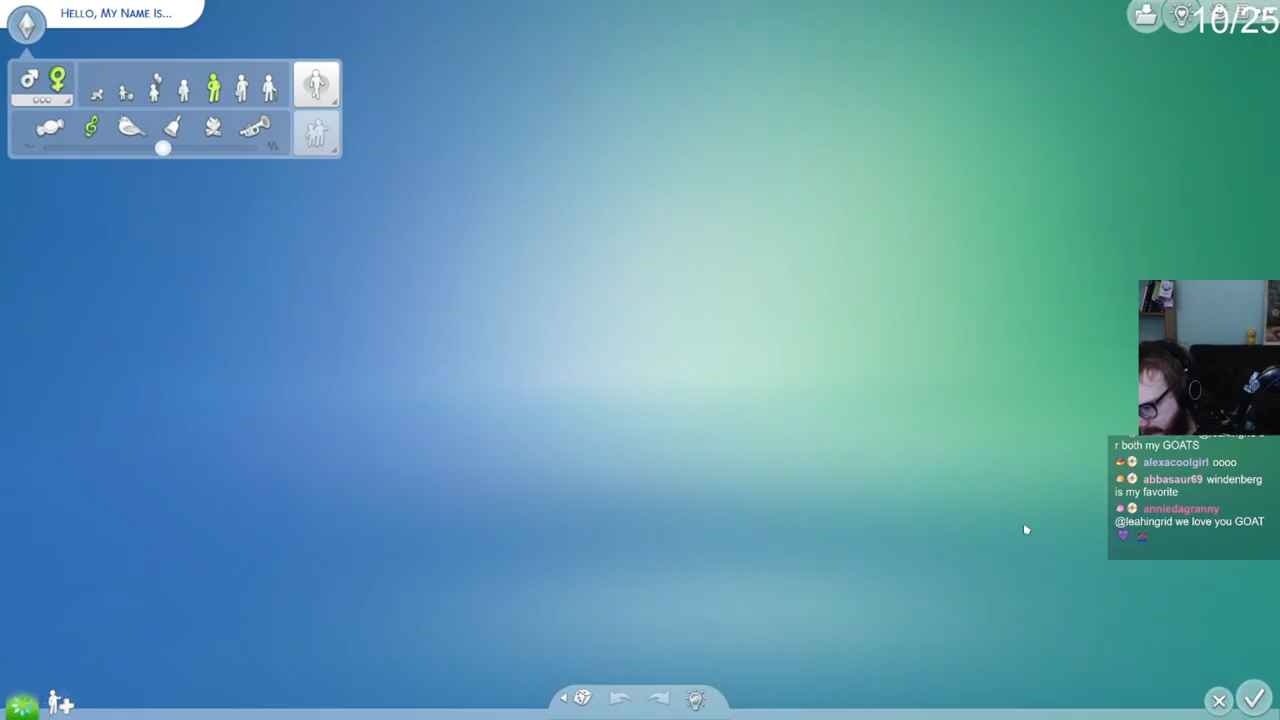 Hello, My Name Is...
10/25
r both my GOATS
alexacoolgirl oooo
abbasaur69 windenberg
is my favorite
anniedagranny
@leahingrid we love you GOAT